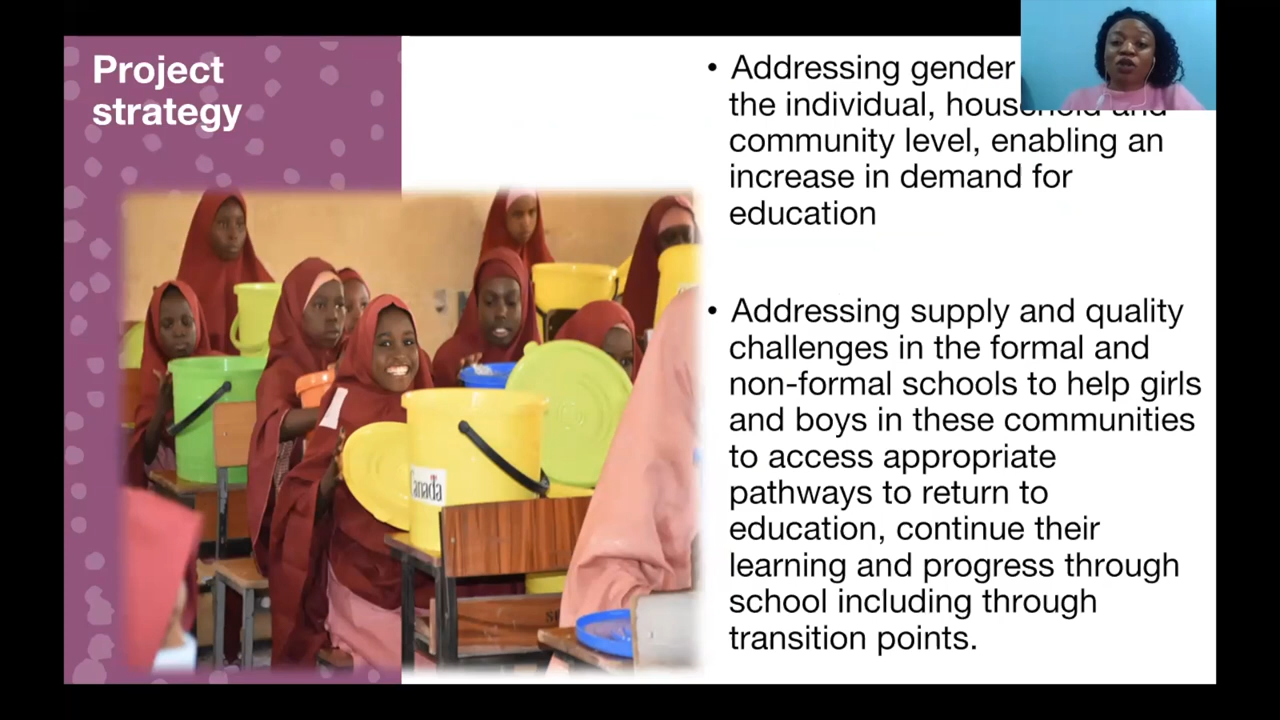 Project
strategy
• Addressing gender
the individual, household and
community level, enabling an
increase in demand for
education
• Addressing supply and quality
challenges in the formal and
non-formal schools to help girls
and boys in these communities
to access appropriate
pathways to return to
education, continue their
learning and progress through
school including through
transition points.
anada